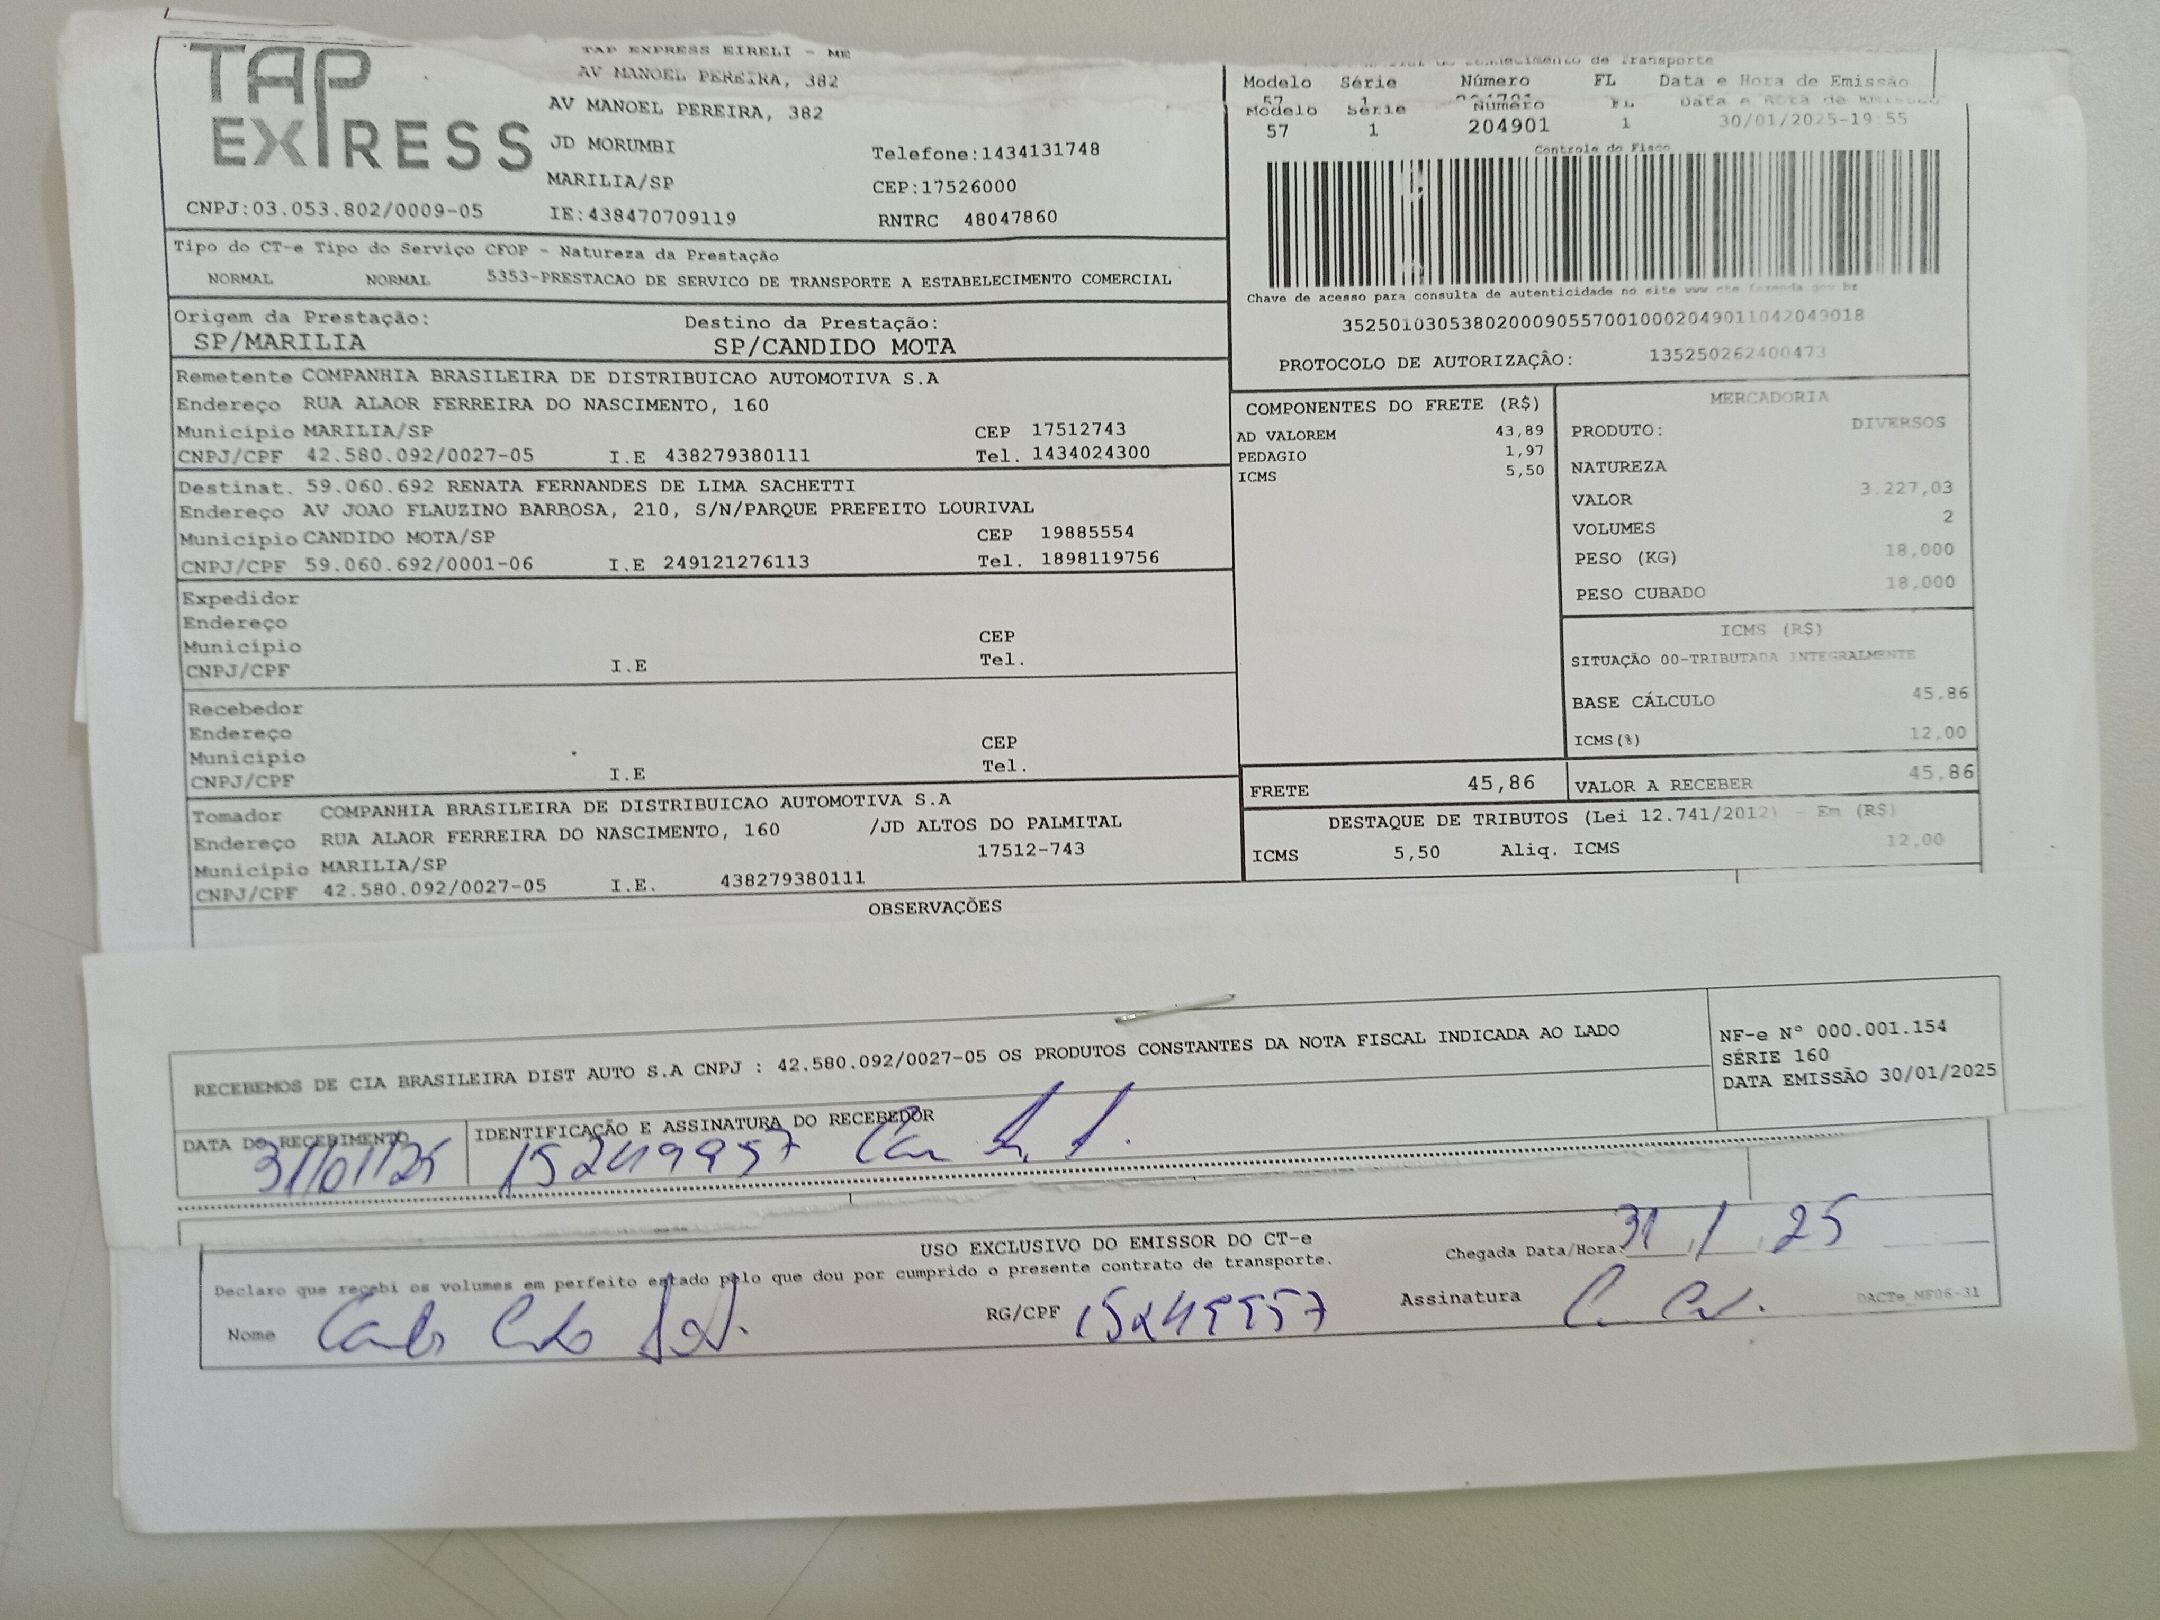 TAP EXPRESS
TAP EXPRESS EIRELI - ME
AV MANOEL PEREIRA, 382
AV MANOEL PEREIRA, 382
JD MORUMBI
Telefone:1434131748
MARILIA/SP
CEP:17526000
CNPJ:03.053.802/0009-05
IE:438470709119
RNTRC 48047860
Conhecimento de Transporte
Modelo Série Número FL Data e Hora de Emissão
Modelo Série Número FL Data e Hora de Emissão
57 1 204901 1 30/01/2025-19:55
Controle do Fisco
Chave de acesso para consulta de autenticidade no site www.cte.fazenda.gov.br
35250103053802000905570010002049011042049018
PROTOCOLO DE AUTORIZAÇÃO: 135250262400473
Tipo do CT-e Tipo do Serviço CFOP - Natureza da Prestação
NORMAL NORMAL 5353-PRESTACAO DE SERVICO DE TRANSPORTE A ESTABELECIMENTO COMERCIAL
Origem da Prestação: Destino da Prestação:
SP/MARILIA SP/CANDIDO MOTA
Remetente COMPANHIA BRASILEIRA DE DISTRIBUICAO AUTOMOTIVA S.A
Endereço RUA ALAOR FERREIRA DO NASCIMENTO, 160
Município MARILIA/SP CEP 17512743
CNPJ/CPF 42.580.092/0027-05 I.E 438279380111 Tel. 1434024300
Destinat. 59.060.692 RENATA FERNANDES DE LIMA SACHETTI
Endereço AV JOAO FLAUZINO BARBOSA, 210, S/N/PARQUE PREFEITO LOURIVAL
Município CANDIDO MOTA/SP CEP 19885554
CNPJ/CPF 59.060.692/0001-06 I.E 249121276113 Tel. 1898119756
Expedidor
Endereço
Município CEP
CNPJ/CPF I.E Tel.
Recebedor
Endereço
Município CEP
CNPJ/CPF I.E Tel.
Tomador COMPANHIA BRASILEIRA DE DISTRIBUICAO AUTOMOTIVA S.A
Endereço RUA ALAOR FERREIRA DO NASCIMENTO, 160 /JD ALTOS DO PALMITAL
Município MARILIA/SP 17512-743
CNPJ/CPF 42.580.092/0027-05 I.E. 438279380111
COMPONENTES DO FRETE (R$)
AD VALOREM 43,89
PEDAGIO 1,97
ICMS 5,50
MERCADORIA
PRODUTO: DIVERSOS
NATUREZA
VALOR 3.227,03
VOLUMES 2
PESO (KG) 18,000
PESO CUBADO 18,000
ICMS (R$)
SITUAÇÃO 00-TRIBUTADA INTEGRALMENTE
BASE CÁLCULO 45,86
ICMS(%) 12,00
FRETE 45,86 VALOR A RECEBER 45,86
DESTAQUE DE TRIBUTOS (Lei 12.741/2012) - Em (R$)
ICMS 5,50 Aliq. ICMS 12,00
OBSERVAÇÕES
RECEBEMOS DE CIA BRASILEIRA DIST AUTO S.A CNPJ : 42.580.092/0027-05 OS PRODUTOS CONSTANTES DA NOTA FISCAL INDICADA AO LADO
NF-e Nº 000.001.154
SÉRIE 160
DATA EMISSÃO 30/01/2025
DATA DO RECEBIMENTO IDENTIFICAÇÃO E ASSINATURA DO RECEBEDOR
31/01/25 15249957
USO EXCLUSIVO DO EMISSOR DO CT-e
Chegada Data/Hora: 31 / 25
Declaro que recebi os volumes em perfeito estado pelo que dou por cumprido o presente contrato de transporte.
Nome RG/CPF 15249957 Assinatura
DACTe_MF06-31